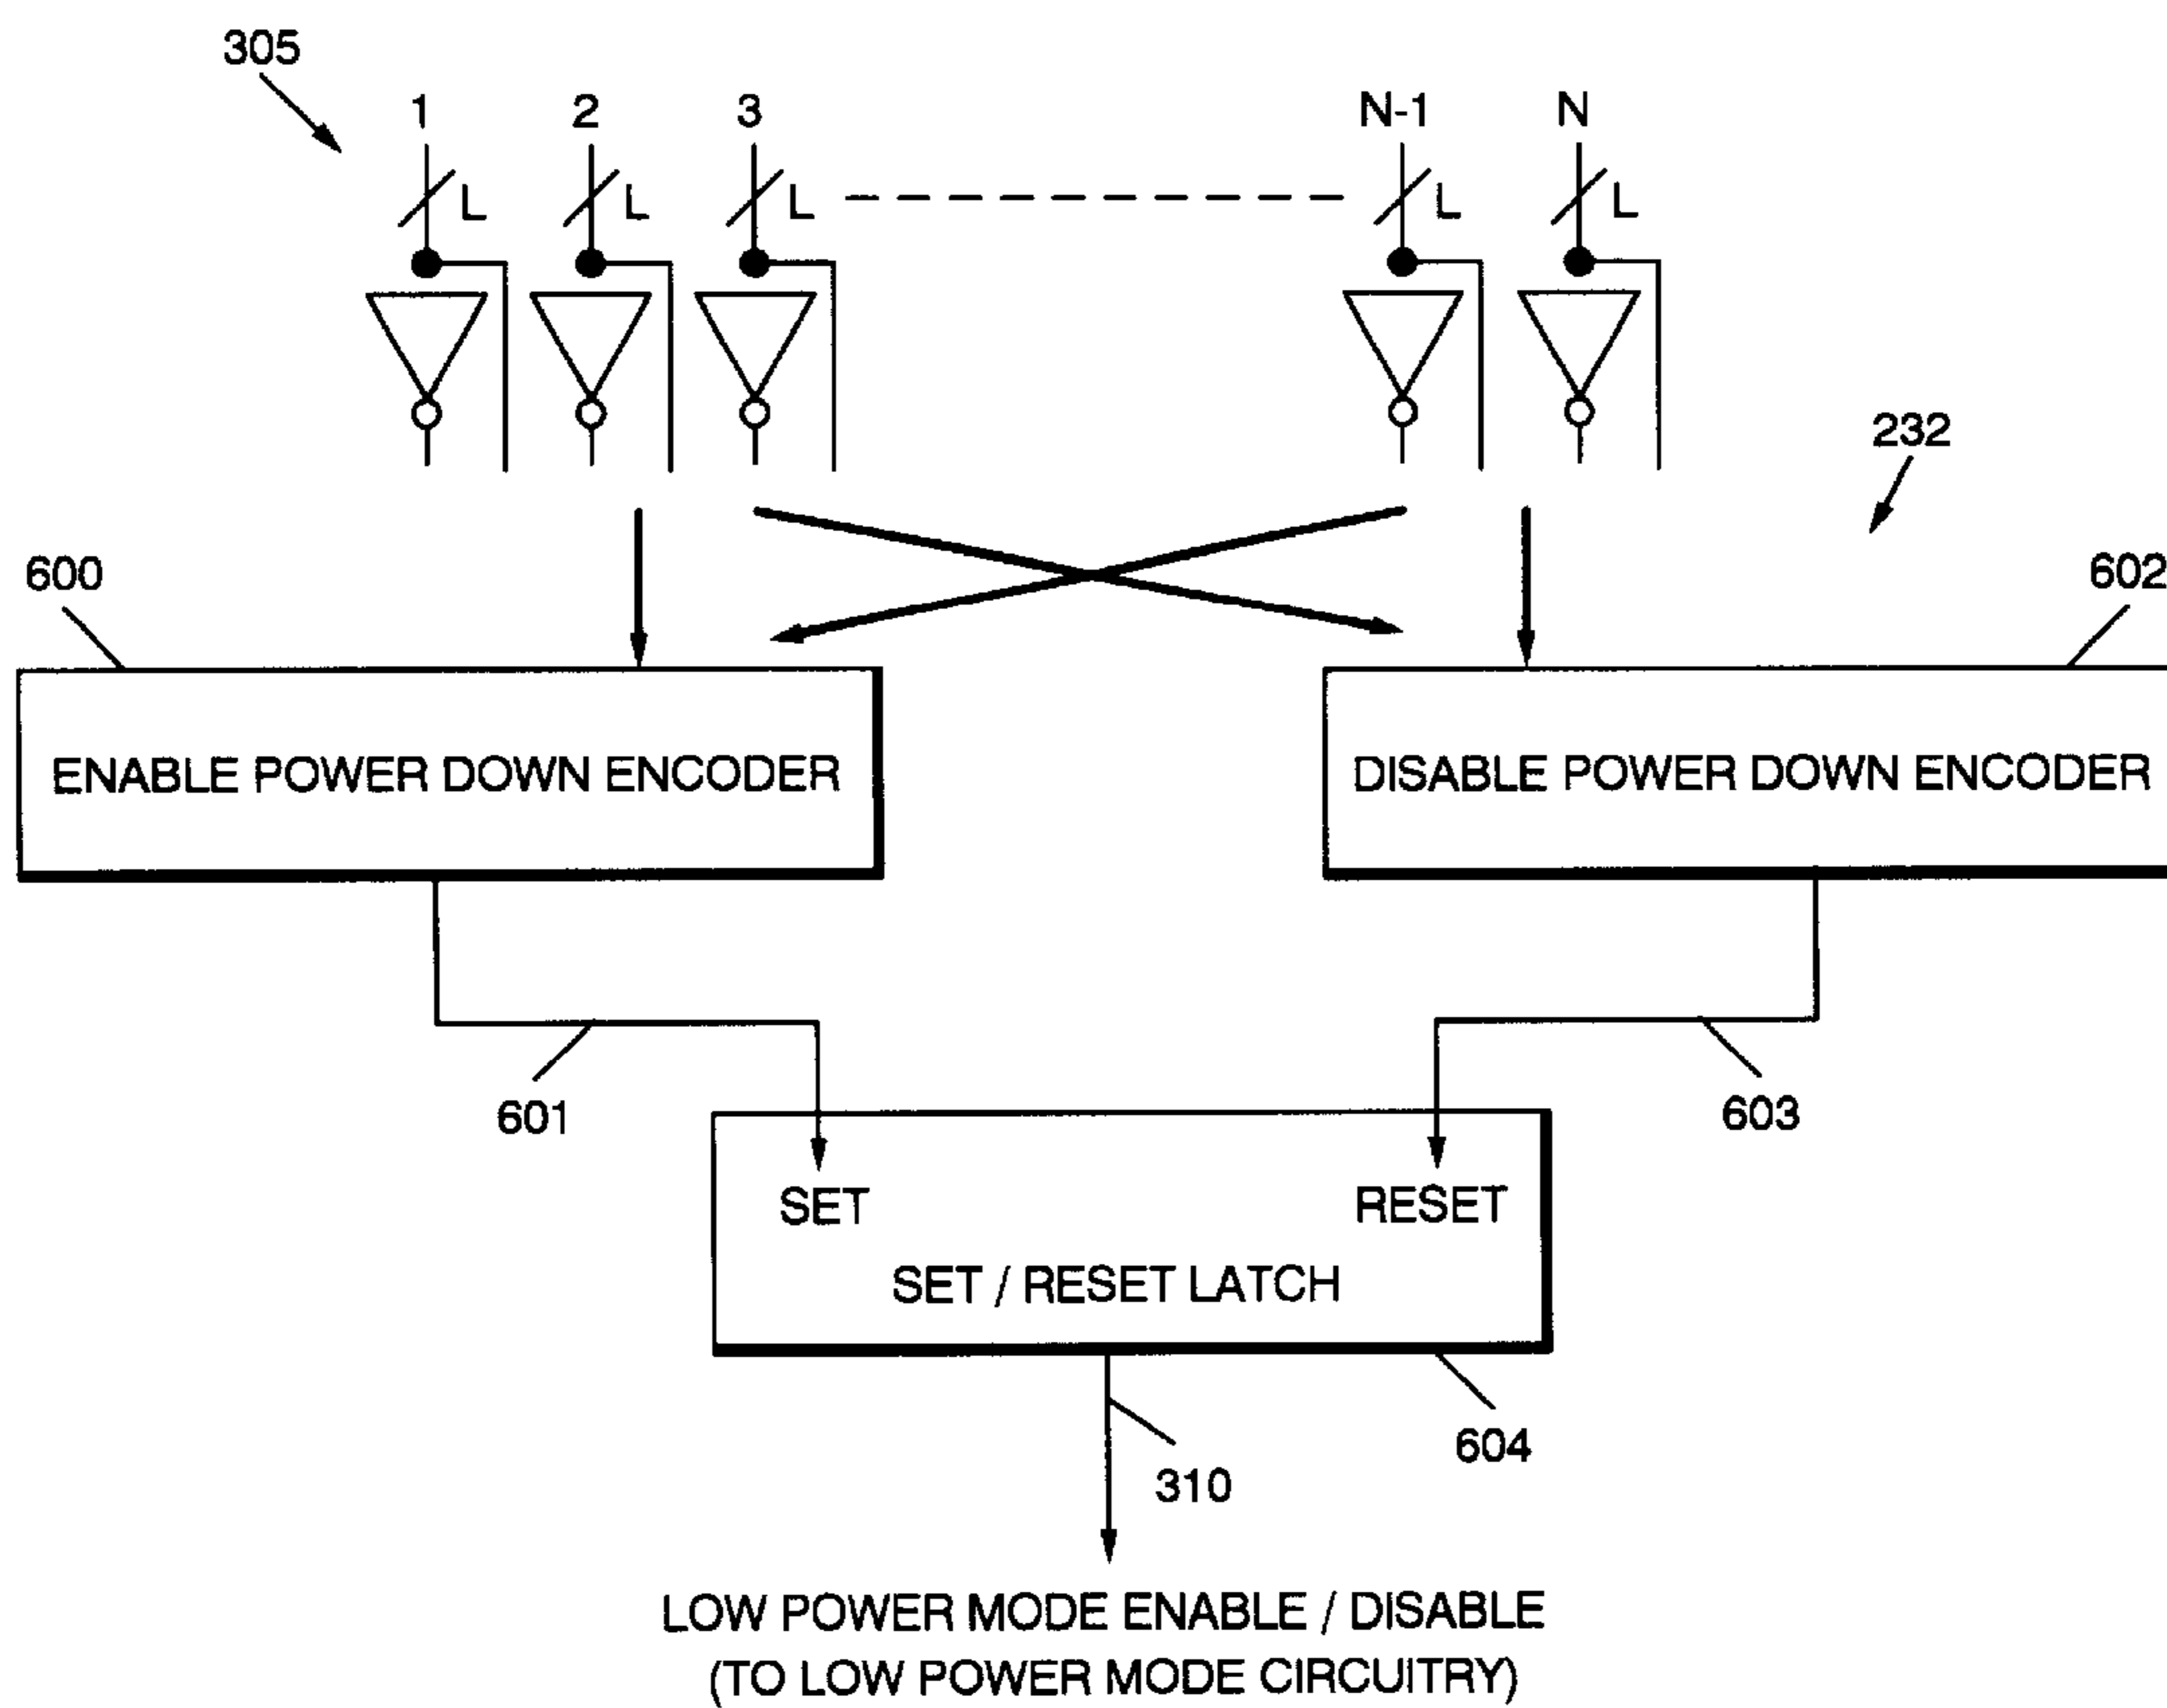 305
1 2 3 N-1 N
L L L L L
232
600
602
ENABLE POWER DOWN ENCODER
DISABLE POWER DOWN ENCODER
601
603
SET
RESET
SET / RESET LATCH
604
310
LOW POWER MODE ENABLE / DISABLE
(TO LOW POWER MODE CIRCUITRY)